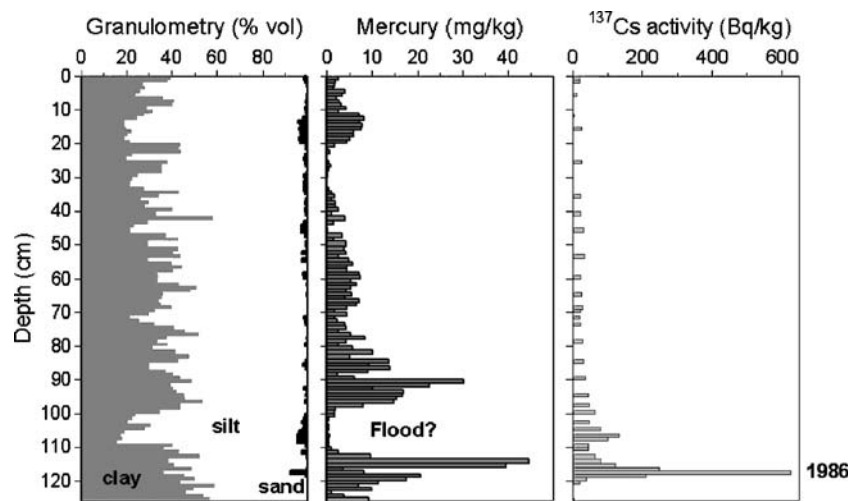 Granulometry (% vol) Mercury (mg/kg) ¹³⁷Cs activity (Bq/kg)
0 20 40 60 80 0 10 20 30 40 0 200 400 600
0
10
20
30
40
50
60
70
80
90
100
110
120
Depth (cm)
silt Flood?
clay sand 1986